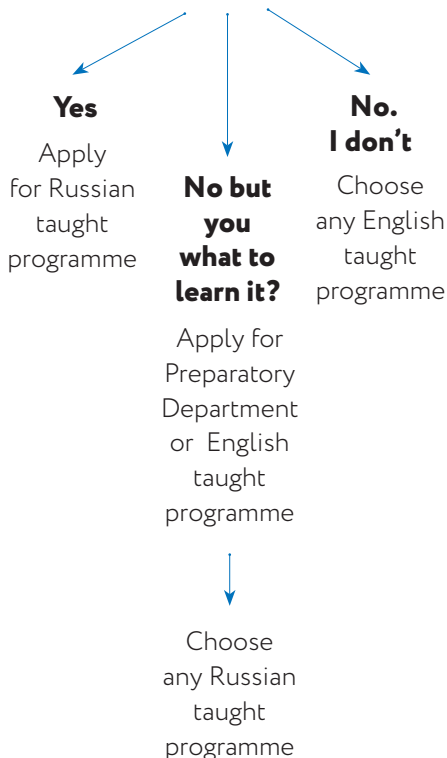 Yes
Apply
for Russian
taught
programme
No but
you
what to
learn it?
Apply for
Preparatory
Department
or English
taught
programme
Choose
any Russian
taught
programme
No.
I don't
Choose
any English
taught
programme